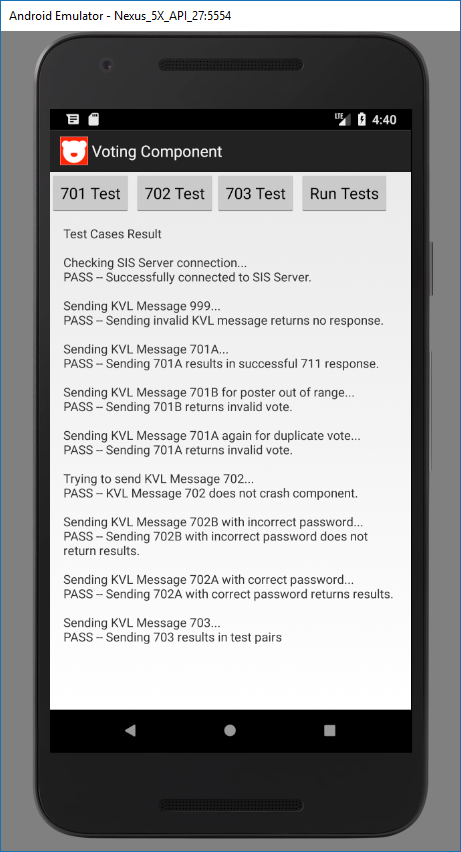 Android Emulator - Nexus_5X_API_27:5554
LTE 4:40
Voting Component
701 Test 702 Test 703 Test Run Tests
Test Cases Result
Checking SIS Server connection...
PASS -- Successfully connected to SIS Server.
Sending KVL Message 999...
PASS -- Sending invalid KVL message returns no response.
Sending KVL Message 701A...
PASS -- Sending 701A results in successful 711 response.
Sending KVL Message 701B for poster out of range...
PASS -- Sending 701B returns invalid vote.
Sending KVL Message 701A again for duplicate vote...
PASS -- Sending 701A returns invalid vote.
Trying to send KVL Message 702...
PASS -- KVL Message 702 does not crash component.
Sending KVL Message 702B with incorrect password...
PASS -- Sending 702B with incorrect password does not
return results.
Sending KVL Message 702A with correct password...
PASS -- Sending 702A with correct password returns results.
Sending KVL Message 703...
PASS -- Sending 703 results in test pairs